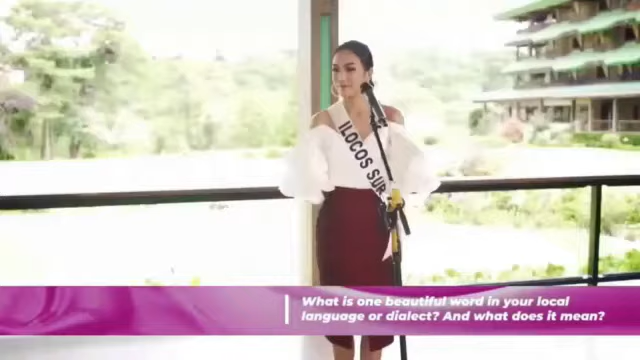 ILOCOS SUR
What is one beautiful word in your local
language or dialect? And what does it mean?